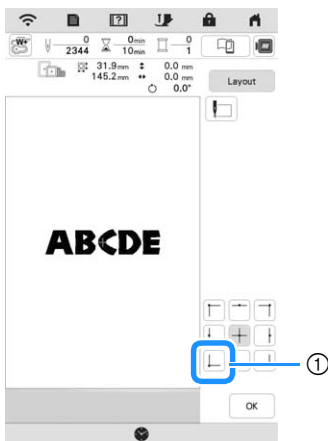 W+ 0 2344 0min 10min 0 1
31.9mm 0.0 mm
145.2mm 0.0 mm
0.0°
Layout
ABCDE
①
OK